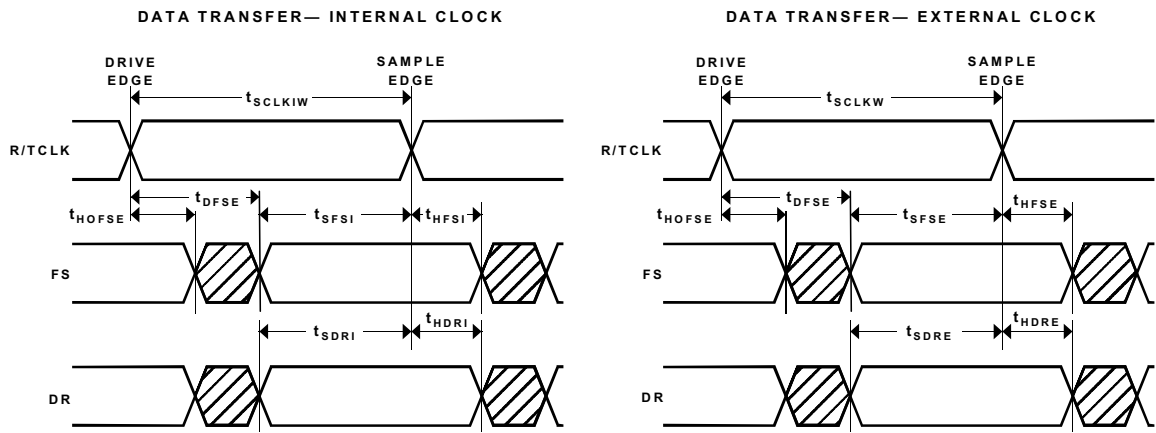 DATA TRANSFER— INTERNAL CLOCK
DRIVE
EDGE
SAMPLE
EDGE
tSCLKIW
R/TCLK
tDFSE
tHOFSE
tSFSI
tHFSI
FS
tSDRI
tHDRI
DR
DATA TRANSFER— EXTERNAL CLOCK
DRIVE
EDGE
SAMPLE
EDGE
tSCLKW
R/TCLK
tDFSE
tHOFSE
tSFSE
tHFSE
FS
tSDRE
tHDRE
DR